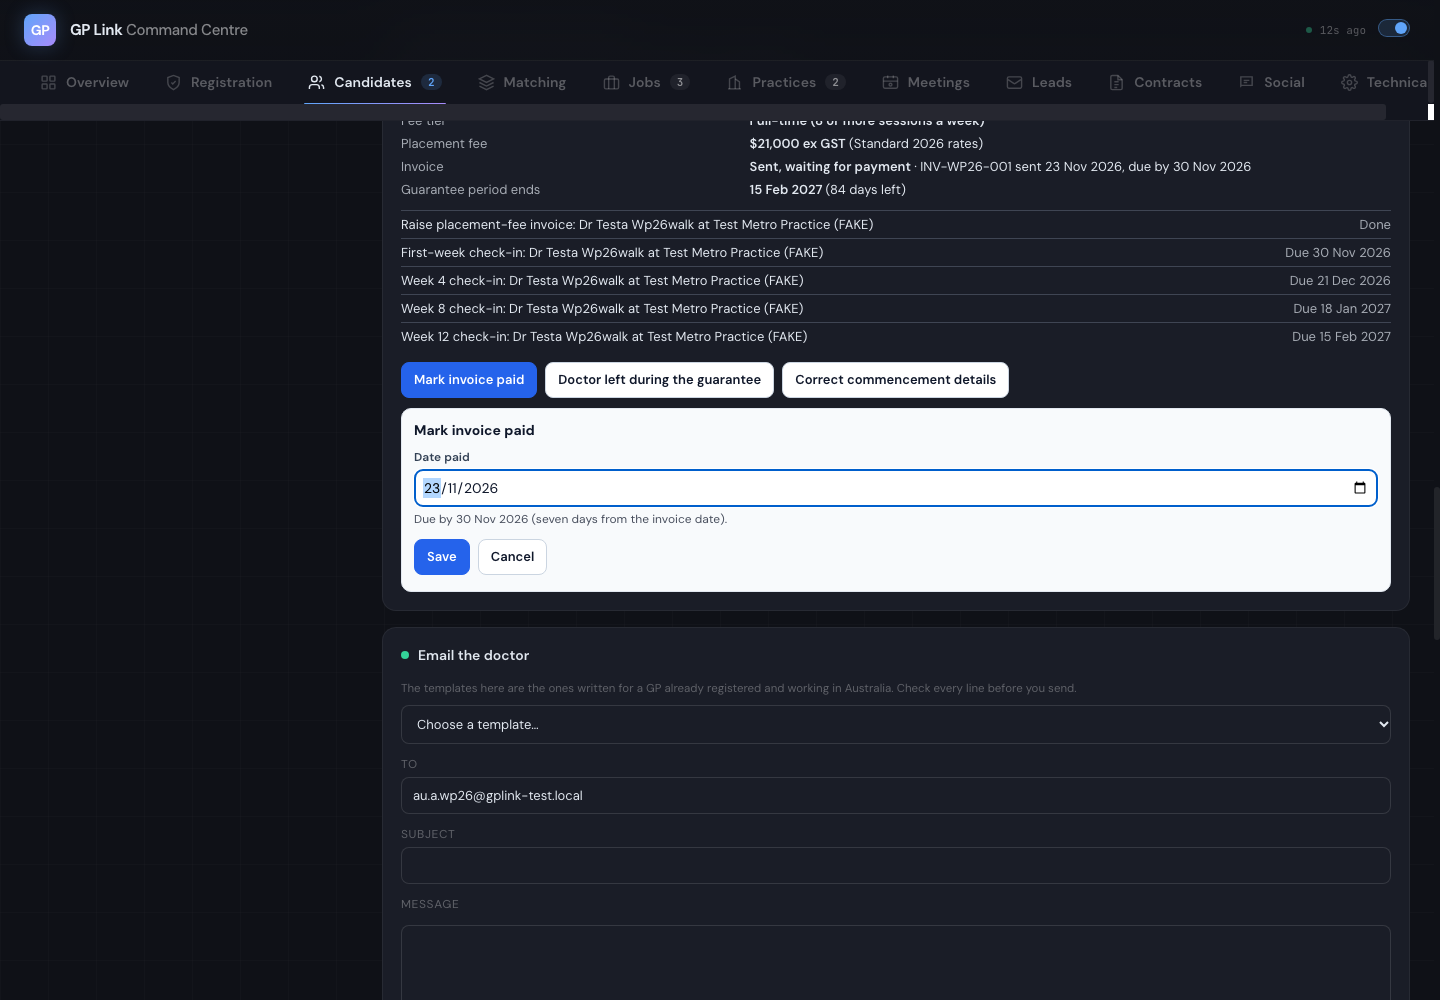 GP GP Link Command Centre 12s ago
Overview Registration Candidates 2 Matching Jobs 3 Practices 2 Meetings Leads Contracts Social Technica
Fee tier Full-time (6 or more sessions a week)
Placement fee $21,000 ex GST (Standard 2026 rates)
Invoice Sent, waiting for payment · INV-WP26-001 sent 23 Nov 2026, due by 30 Nov 2026
Guarantee period ends 15 Feb 2027 (84 days left)
Raise placement-fee invoice: Dr Testa Wp26walk at Test Metro Practice (FAKE) Done
First-week check-in: Dr Testa Wp26walk at Test Metro Practice (FAKE) Due 30 Nov 2026
Week 4 check-in: Dr Testa Wp26walk at Test Metro Practice (FAKE) Due 21 Dec 2026
Week 8 check-in: Dr Testa Wp26walk at Test Metro Practice (FAKE) Due 18 Jan 2027
Week 12 check-in: Dr Testa Wp26walk at Test Metro Practice (FAKE) Due 15 Feb 2027
Mark invoice paid Doctor left during the guarantee Correct commencement details
Mark invoice paid
Date paid
23/11/2026
Due by 30 Nov 2026 (seven days from the invoice date).
Save Cancel
Email the doctor
The templates here are the ones written for a GP already registered and working in Australia. Check every line before you send.
Choose a template…
TO
au.a.wp26@gplink-test.local
SUBJECT
MESSAGE